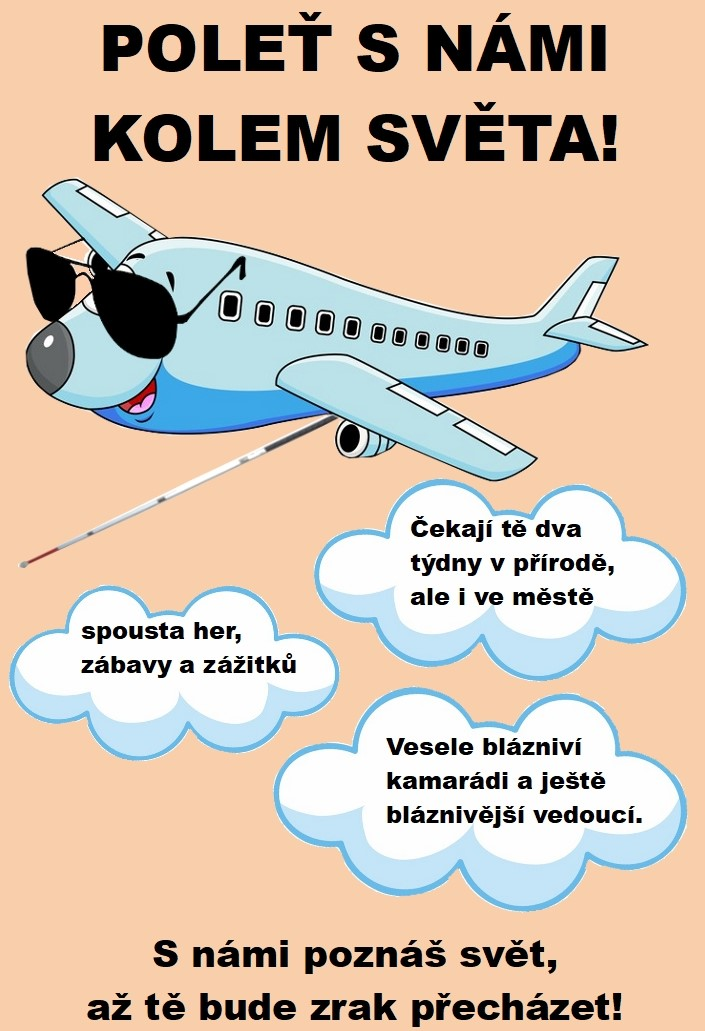 POLEŤ S NÁMI
KOLEM SVĚTA!
Čekají tě dva
týdny v přírodě,
ale i ve městě
spousta her,
zábavy a zážitků
Vesele blázniví
kamarádi a ještě
bláznivější vedoucí.
S námi poznáš svět,
až tě bude zrak přecházet!